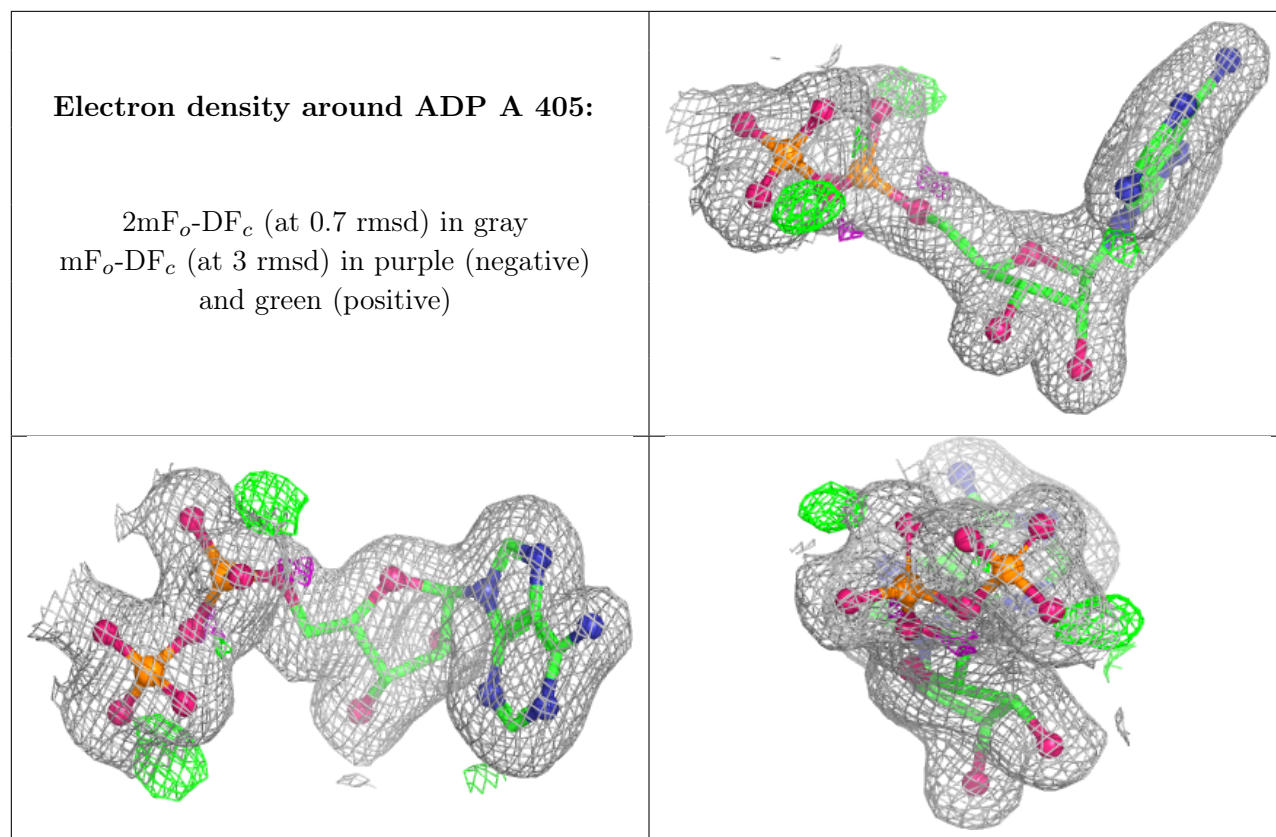 Electron density around ADP A 405:
2mFo-DFc (at 0.7 rmsd) in gray
mFo-DFc (at 3 rmsd) in purple (negative)
and green (positive)